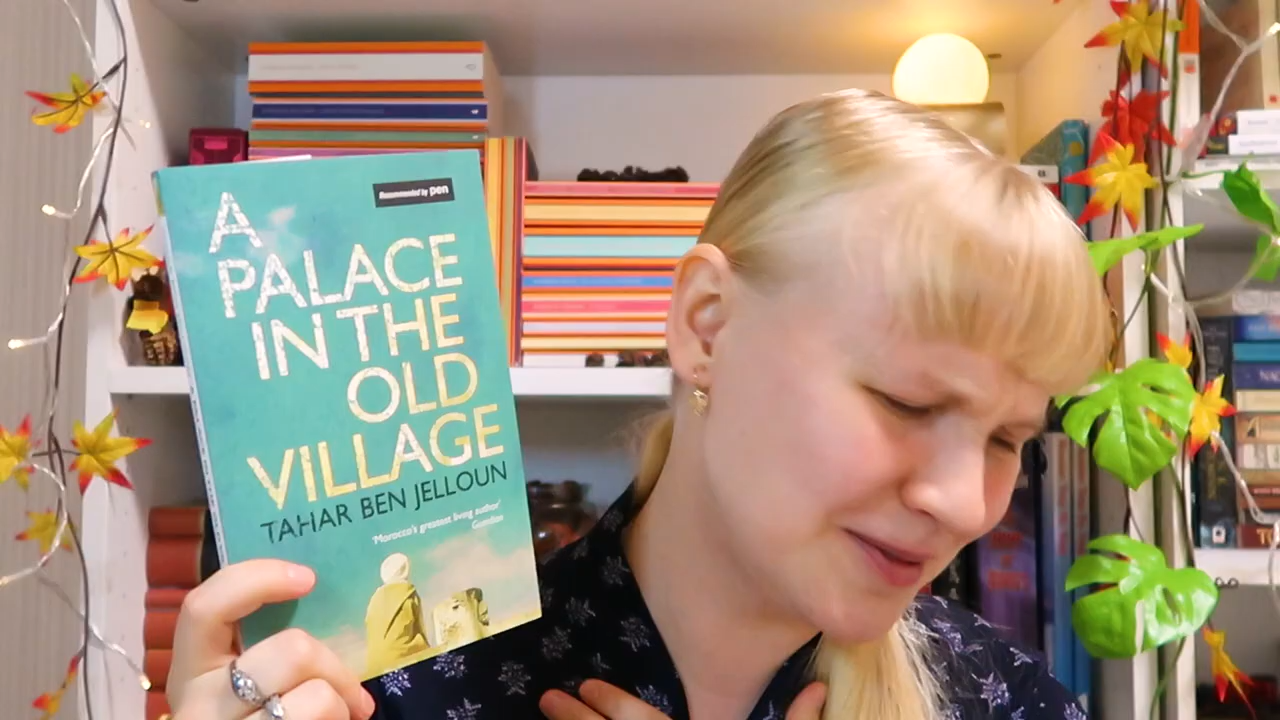 Recommended by pen
A
PALACE
IN THE
OLD
VILLAGE
TAHAR BEN JELLOUN
'Morocco's greatest living author'
Guardian